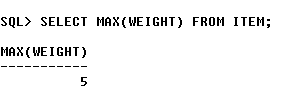 SQL> SELECT MAX(WEIGHT) FROM ITEM;
MAX(WEIGHT)
-----------
5